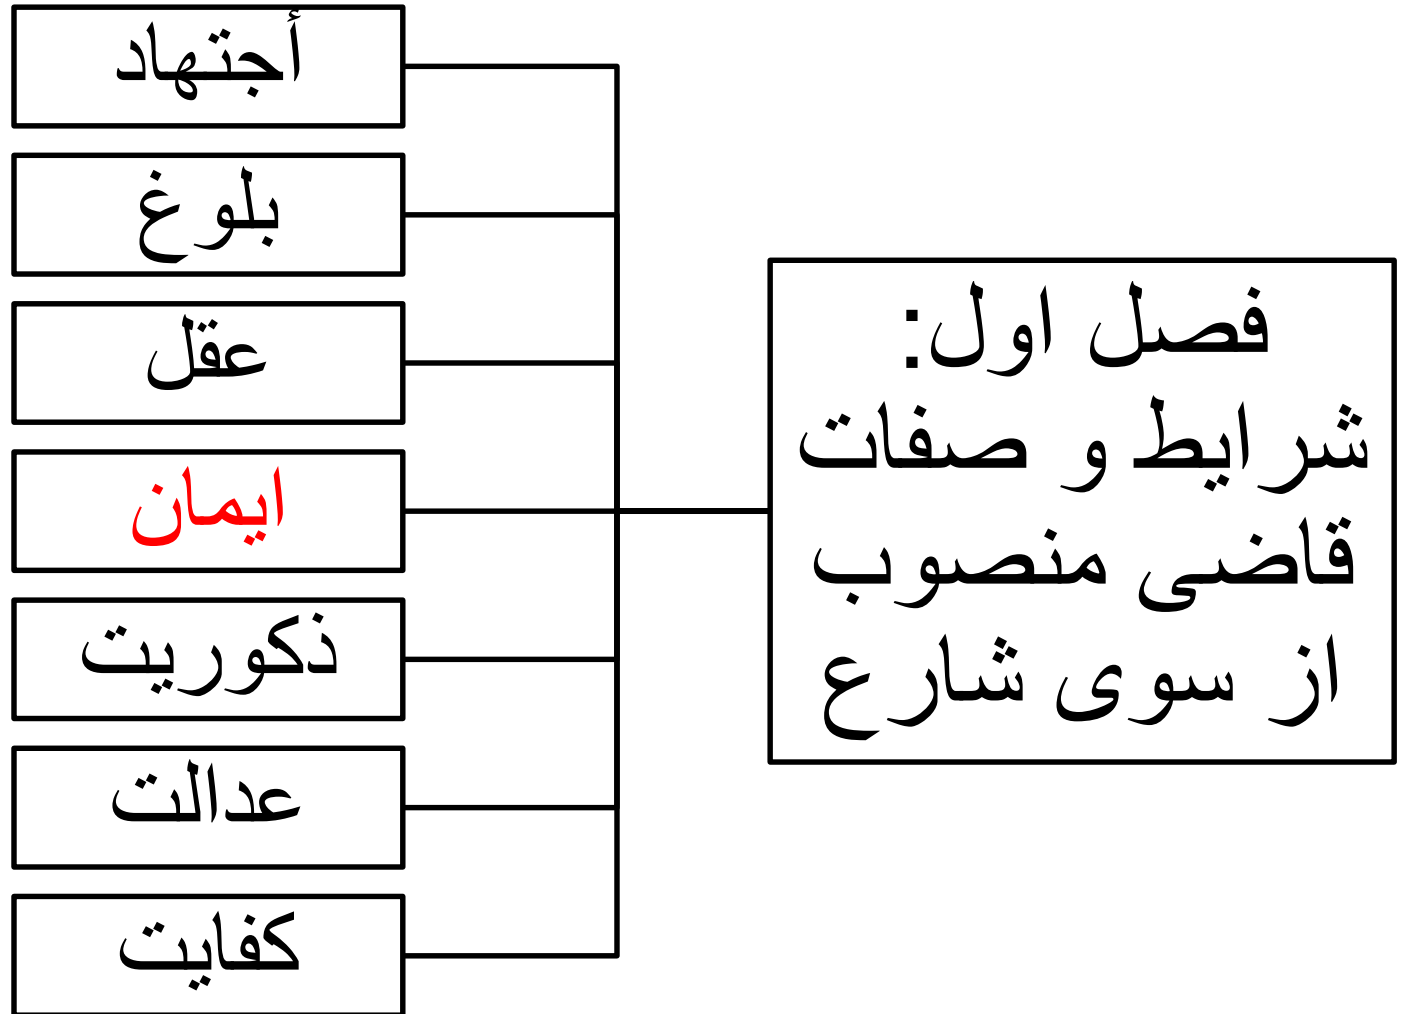 فصل اول:
شرایط و صفات
قاضی منصوب
از سوی شارع
أجتهاد
بلوغ
عقل
ایمان
ذکوریت
عدالت
کفایت